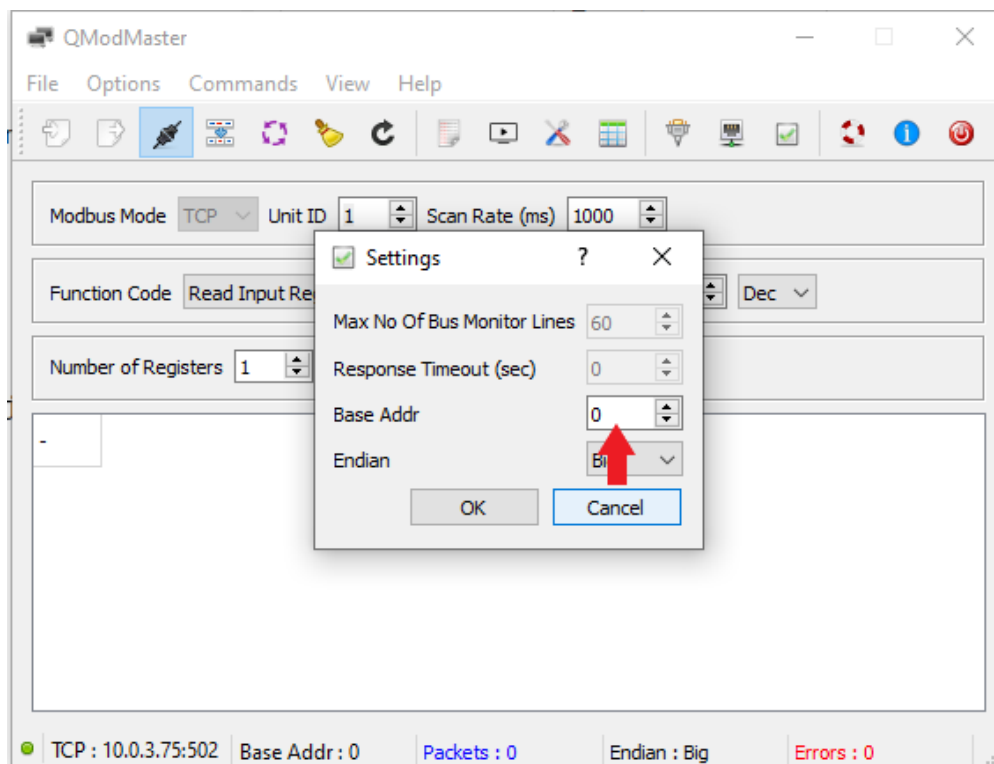 QModMaster
File Options Commands View Help
Modbus Mode TCP Unit ID 1 Scan Rate (ms) 1000
Settings ?
Function Code Read Input Dec
Max No Of Bus Monitor Lines 60
Number of Registers 1
Response Timeout (sec) 0
Base Addr 0
-
Endian
OK Cancel
TCP : 10.0.3.75:502 Base Addr : 0 Packets : 0 Endian : Big Errors : 0